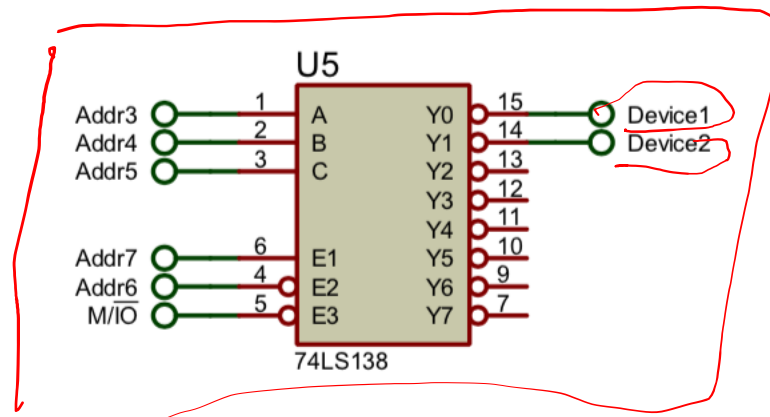 U5
Addr3 1 A Y0 15 Device1
Addr4 2 B Y1 14 Device2
Addr5 3 C Y2 13
Y3 12
Y4 11
Addr7 6 E1 Y5 10
Addr6 4 E2 Y6 9
M/I̅O̅ 5 E3 Y7 7
74LS138